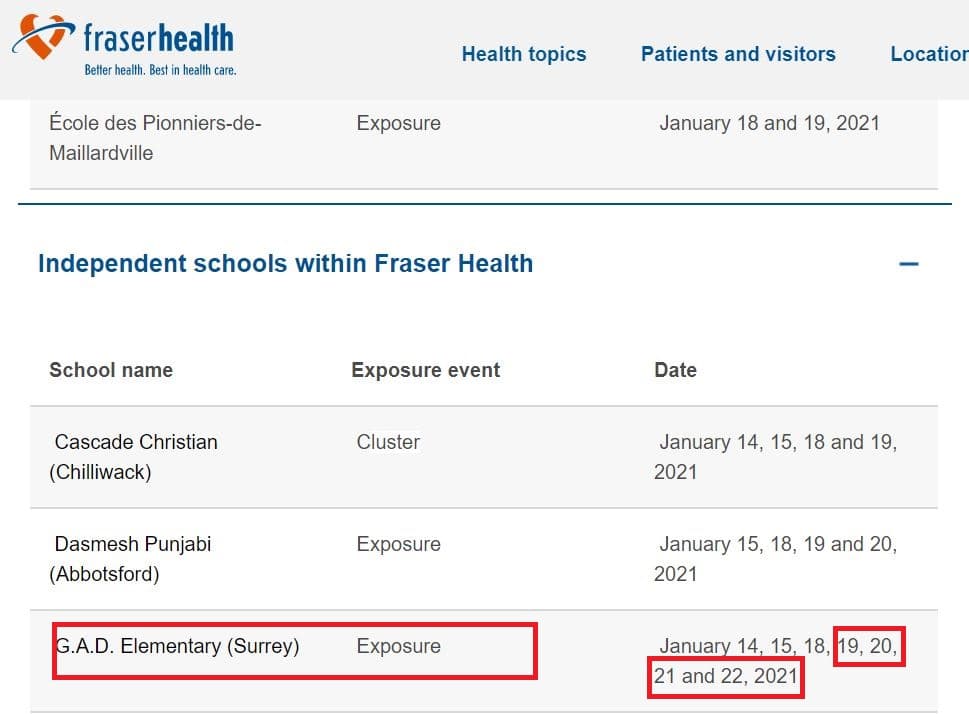 fraserhealth
Better health. Best in health care.
Health topics
Patients and visitors
Location
École des Pionniers-de-
Maillardville
Exposure
January 18 and 19, 2021
Independent schools within Fraser Health
School name
Exposure event
Date
Cascade Christian
(Chilliwack)
Cluster
January 14, 15, 18 and 19,
2021
Dasmesh Punjabi
(Abbotsford)
Exposure
January 15, 18, 19 and 20,
2021
G.A.D. Elementary (Surrey)
Exposure
January 14, 15, 18, 19, 20,
21 and 22, 2021